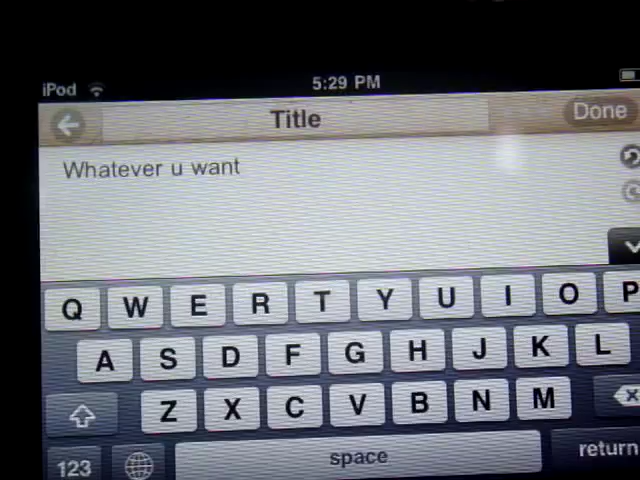 iPod 5:29 PM
Title Done
Whatever u want
Q W E R T Y U I O P
A S D F G H J K L
Z X C V B N M
123 space return